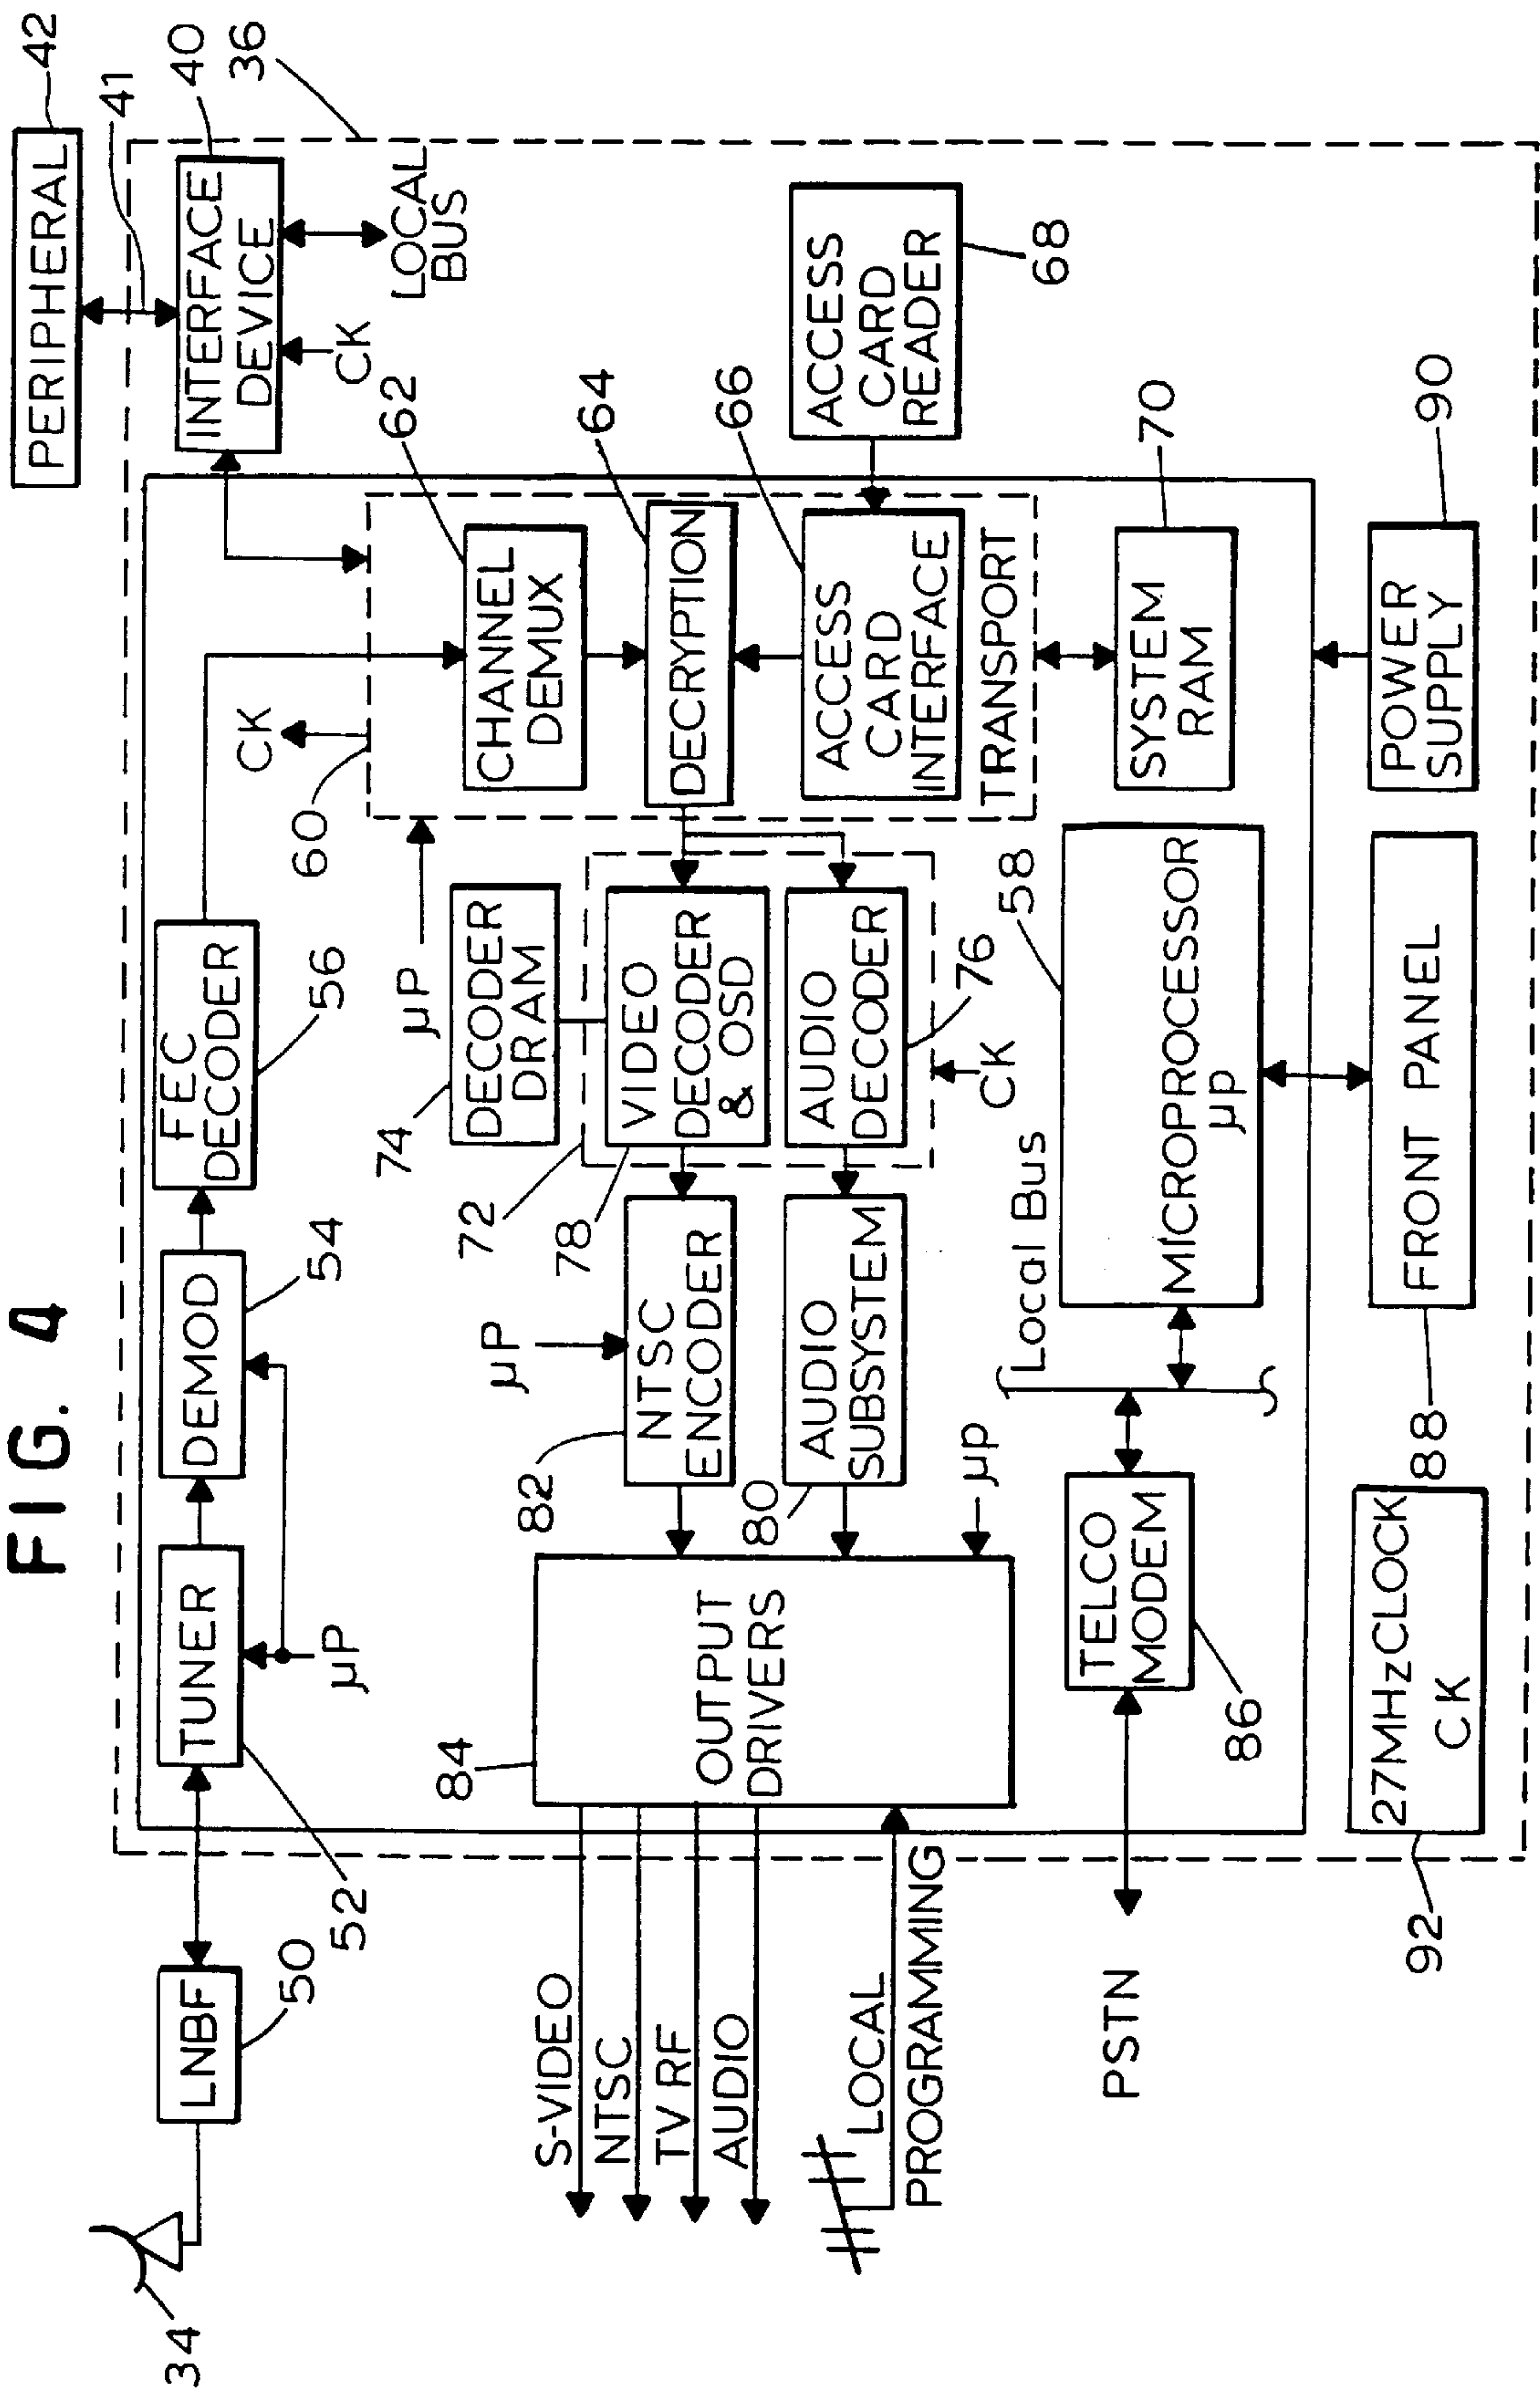 FIG. 4
PERIPHERAL
42
41
40
36
34
LNBF
50
TUNER
52
µP
DEMOD
54
FEC
DECODER
56
INTERFACE
DEVICE
CK
LOCAL
BUS
CK
60
µP
62
CHANNEL
DEMUX
64
DECRYPTION
66
ACCESS
CARD
INTERFACE
TRANSPORT
ACCESS
CARD
READER
68
74
DECODER
DRAM
72
78
VIDEO
DECODER
& OSD
AUDIO
DECODER
76
CK
µP
82
NTSC
ENCODER
80
AUDIO
SUBSYSTEM
µp
84
OUTPUT
DRIVERS
S-VIDEO
NTSC
TV RF
AUDIO
LOCAL
PROGRAMMING
PSTN
TELCO
MODEM
86
Local Bus
58
MICROPROCESSOR
µp
SYSTEM
RAM
70
92
27MHz CLOCK
CK
88
FRONT PANEL
POWER
SUPPLY
90